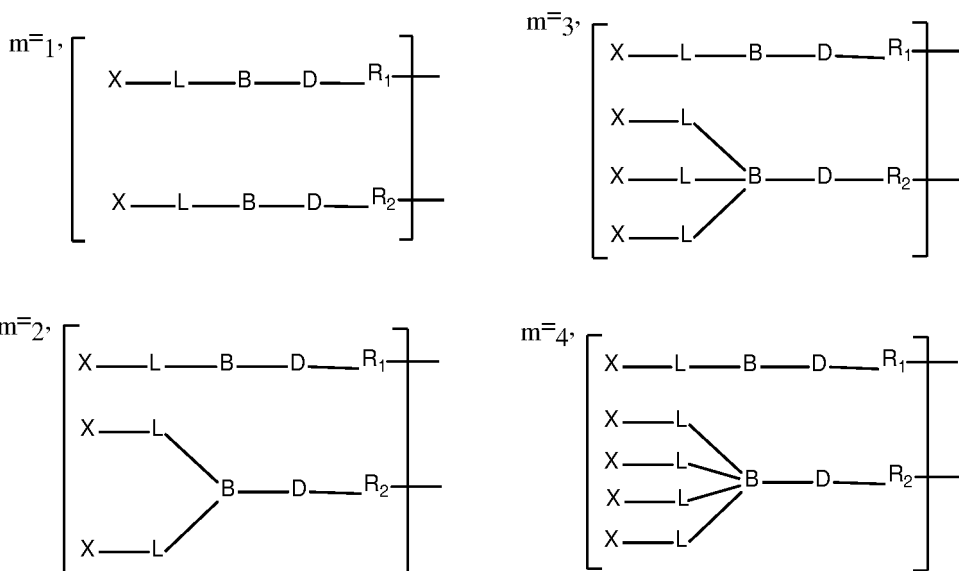 m=1,
X L B D R1
X L B D R2
m=3,
X L B D R1
X L
X L B D R2
X L
m=2,
X L B D R1
X L
B D R2
X L
m=4,
X L B D R1
X L
X L
B D R2
X L
X L